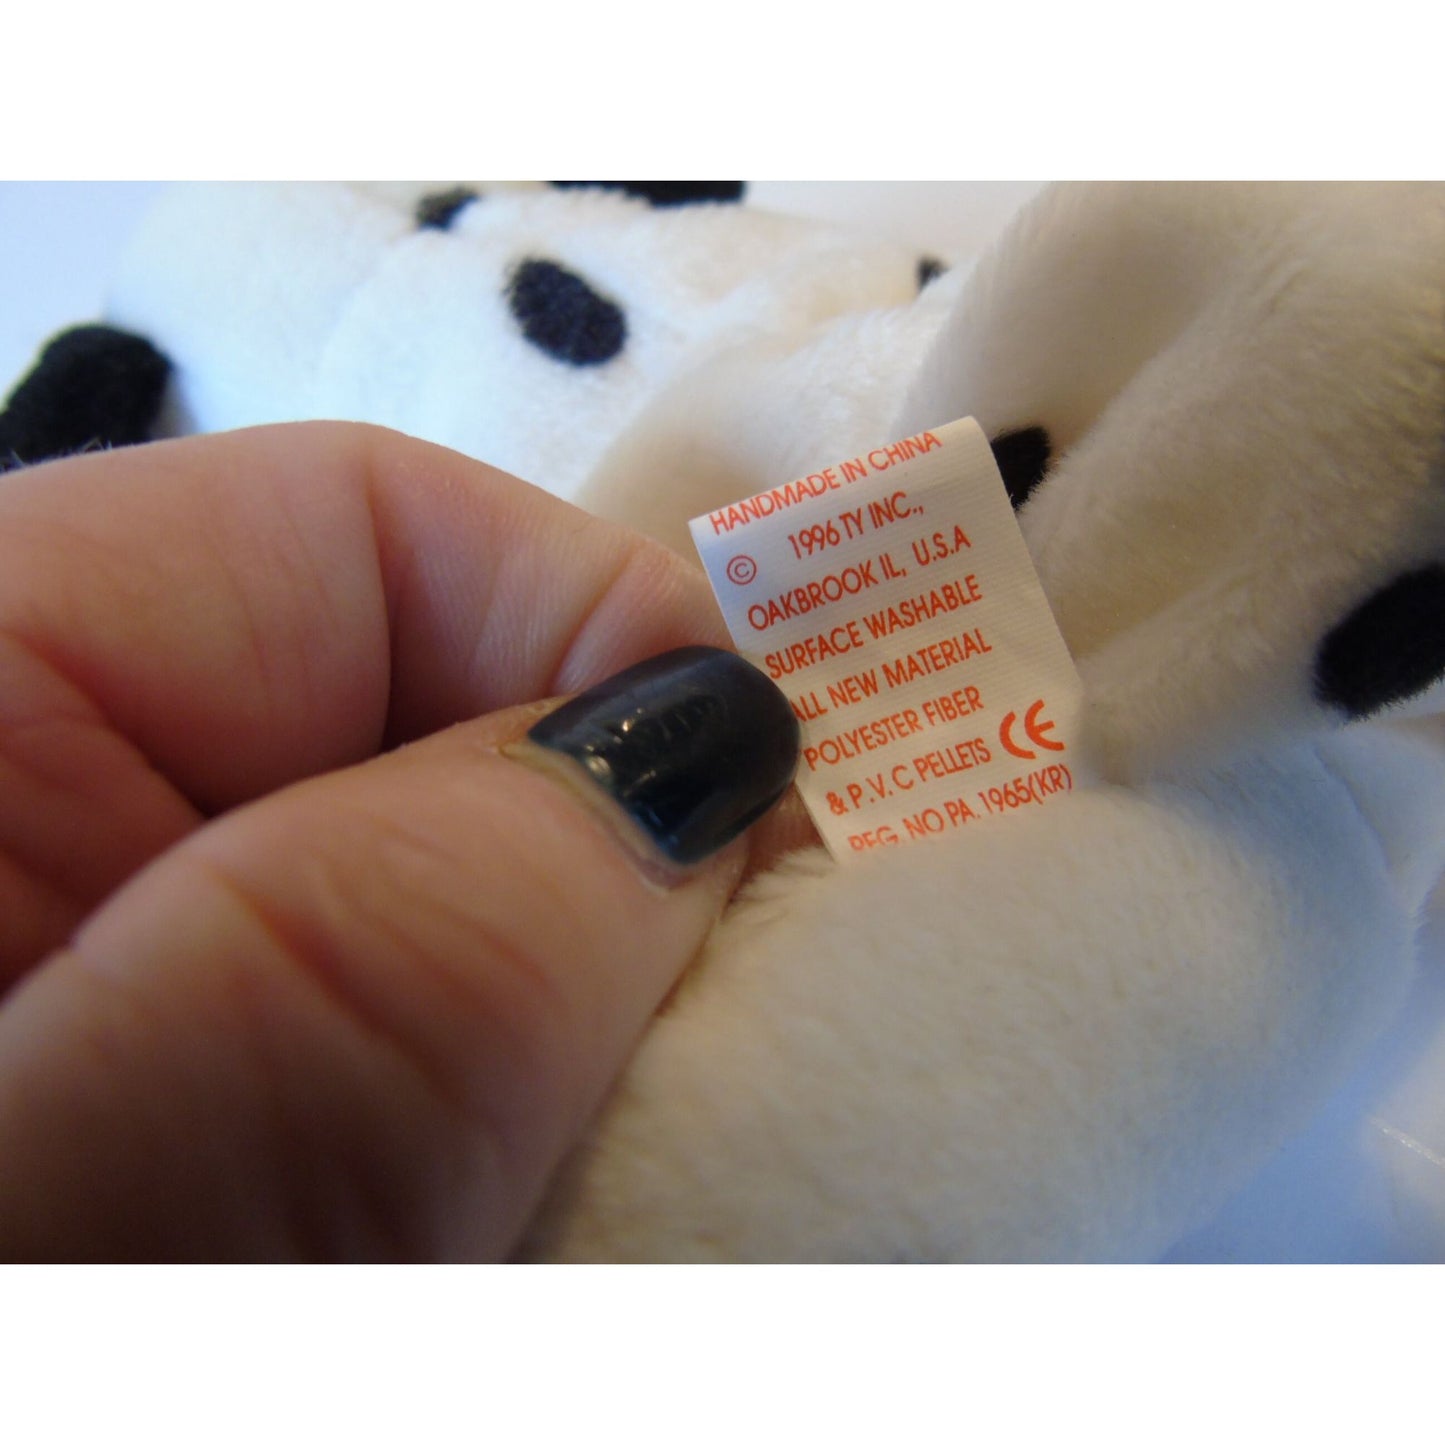 HANDMADE IN CHINA
© 1996 TY INC.,
OAKBROOK IL, U.S.A
SURFACE WASHABLE
ALL NEW MATERIAL
POLYESTER FIBER
& P.V.C PELLETS CE
REG. NO PA. 1965(KR)